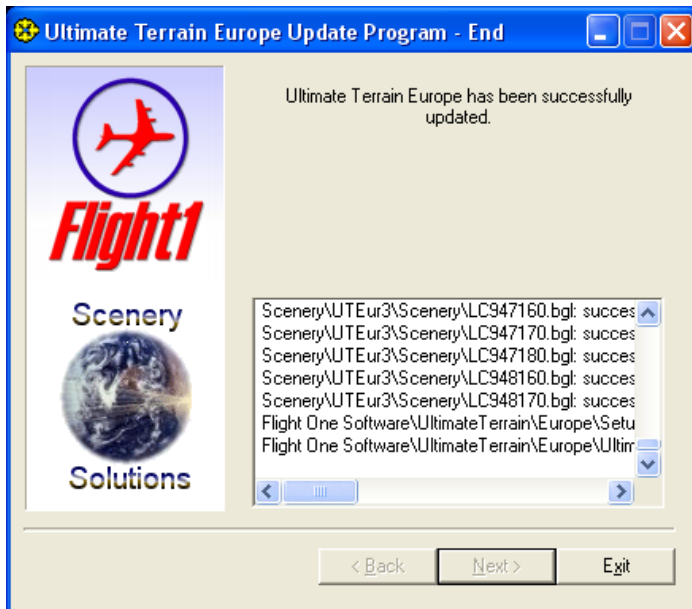 Ultimate Terrain Europe Update Program - End
Ultimate Terrain Europe has been successfully
updated.
Flight1
Scenery
Solutions
Scenery\UTEur3\Scenery\LC947160.bgl: succes
Scenery\UTEur3\Scenery\LC947170.bgl: succes
Scenery\UTEur3\Scenery\LC947180.bgl: succes
Scenery\UTEur3\Scenery\LC948160.bgl: succes
Scenery\UTEur3\Scenery\LC948170.bgl: succes
Flight One Software\UltimateTerrain\Europe\Setu
Flight One Software\UltimateTerrain\Europe\Ultim
< Back
Next >
Exit